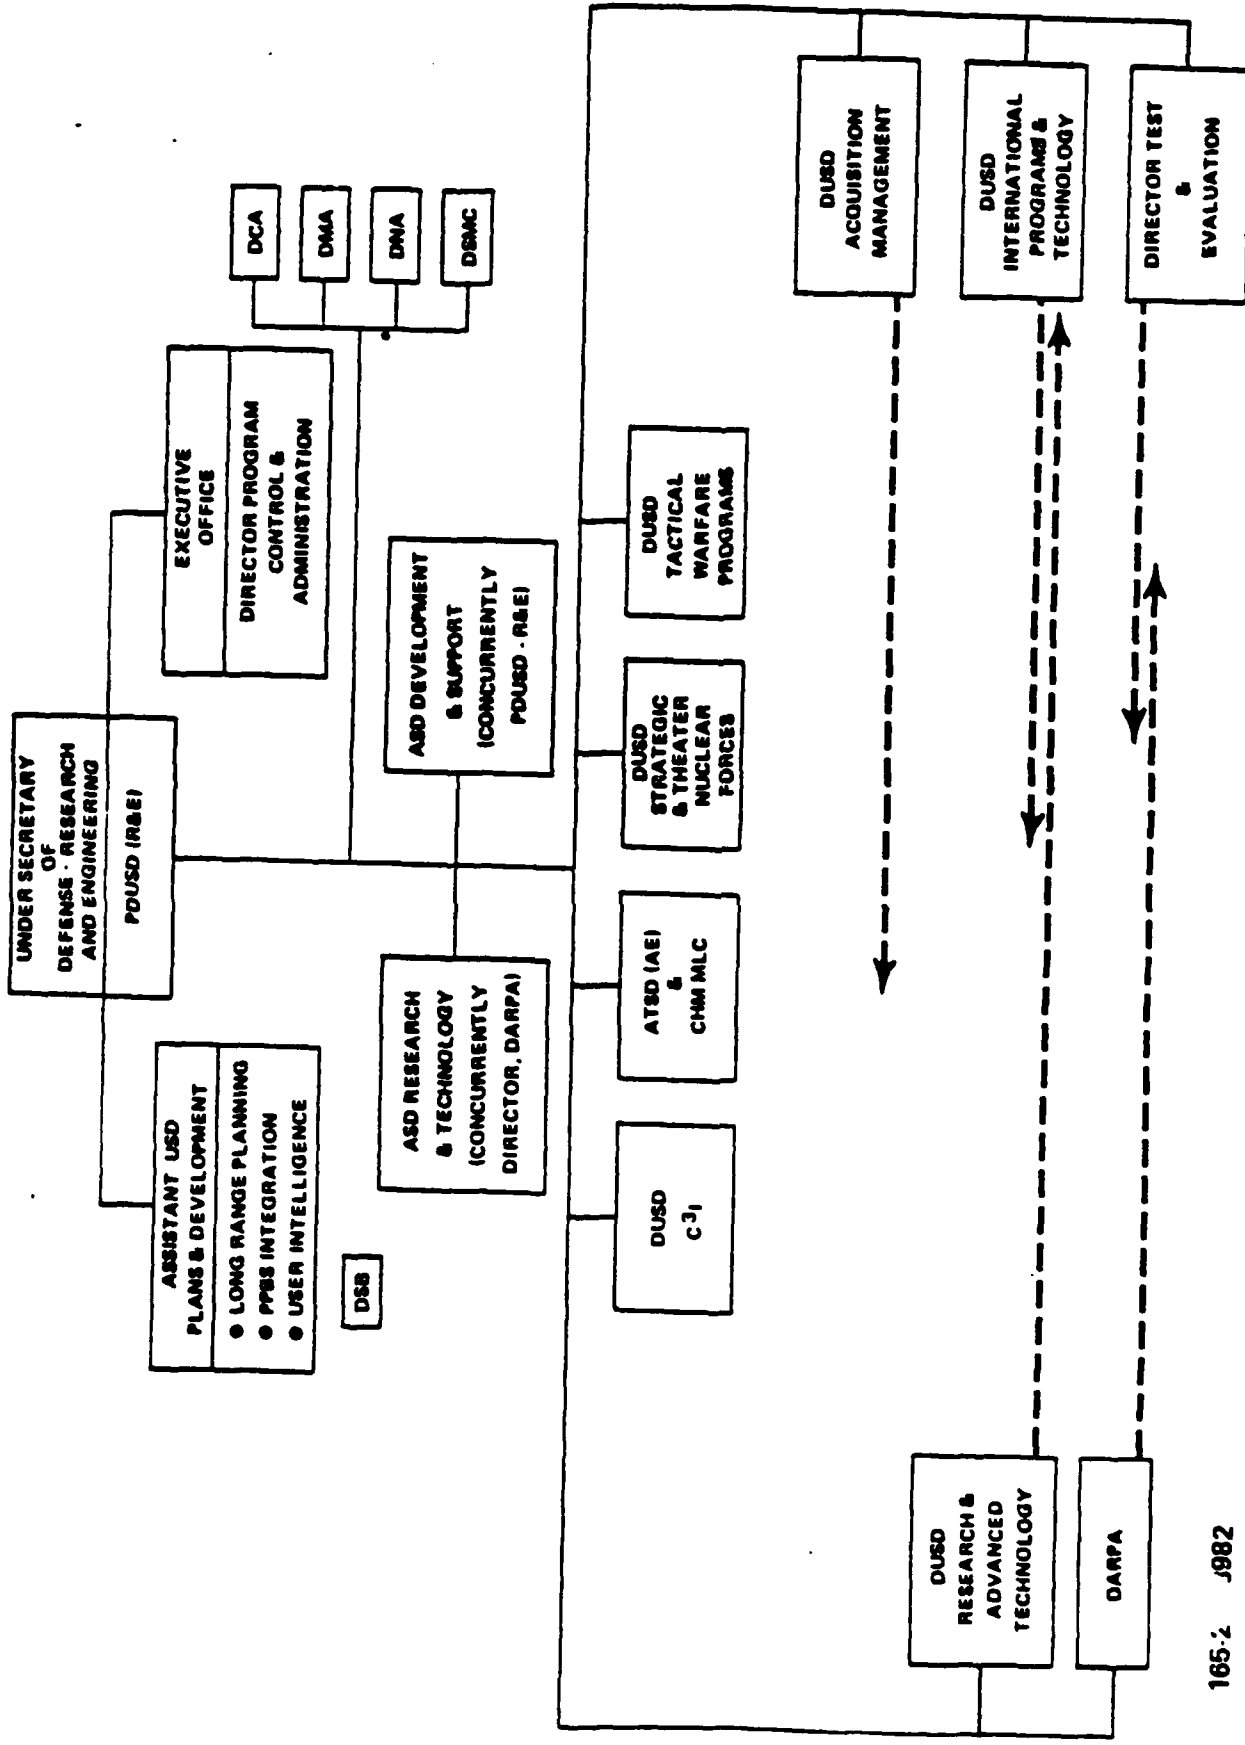 UNDER SECRETARY
OF
DEFENSE - RESEARCH
AND ENGINEERING
PDUSD (R&E)
ASSISTANT USD
PLANS & DEVELOPMENT
● LONG RANGE PLANNING
● PPBS INTEGRATION
● USER INTELLIGENCE
EXECUTIVE
OFFICE
DIRECTOR PROGRAM
CONTROL &
ADMINISTRATION
DSB
DCA
DMA
DNA
DSMC
ASD RESEARCH
& TECHNOLOGY
(CONCURRENTLY
DIRECTOR, DARPA)
ASD DEVELOPMENT
& SUPPORT
(CONCURRENTLY
PDUSD - R&E)
DUSD
C³I
ATSD (AE)
&
CHM MLC
DUSD
STRATEGIC
& THEATER
NUCLEAR
FORCES
DUSD
TACTICAL
WARFARE
PROGRAMS
DUSD
RESEARCH &
ADVANCED
TECHNOLOGY
DARPA
DUSD
ACQUISITION
MANAGEMENT
DUSD
INTERNATIONAL
PROGRAMS &
TECHNOLOGY
DIRECTOR TEST
&
EVALUATION
165-2